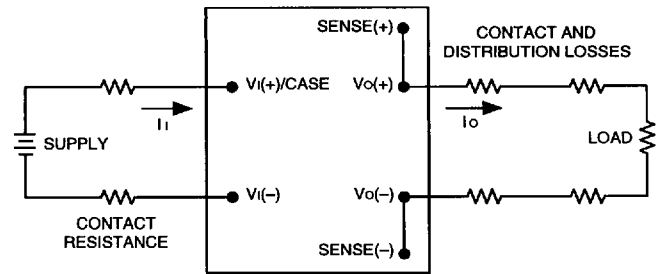 SENSE(+)
CONTACT AND
DISTRIBUTION LOSSES
VI(+)/CASE
VO(+)
II
IO
SUPPLY
LOAD
VI(–)
VO(–)
CONTACT
RESISTANCE
SENSE(–)